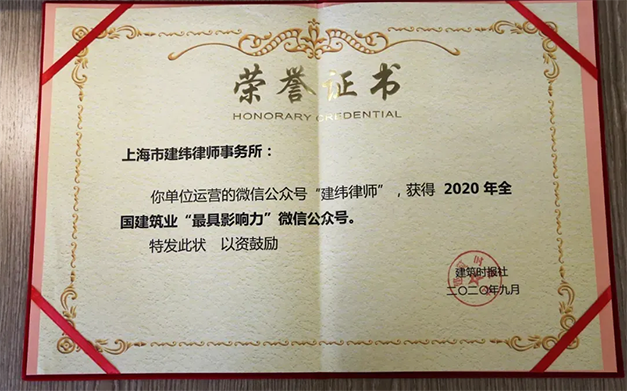 荣誉证书
HONORARY CREDENTIAL
上海市建纬律师事务所：
你单位运营的微信公众号“建纬律师”，获得 2020 年全
国建筑业“最具影响力”微信公众号。
特发此状 以资鼓励
建筑时报社
二〇二〇年九月